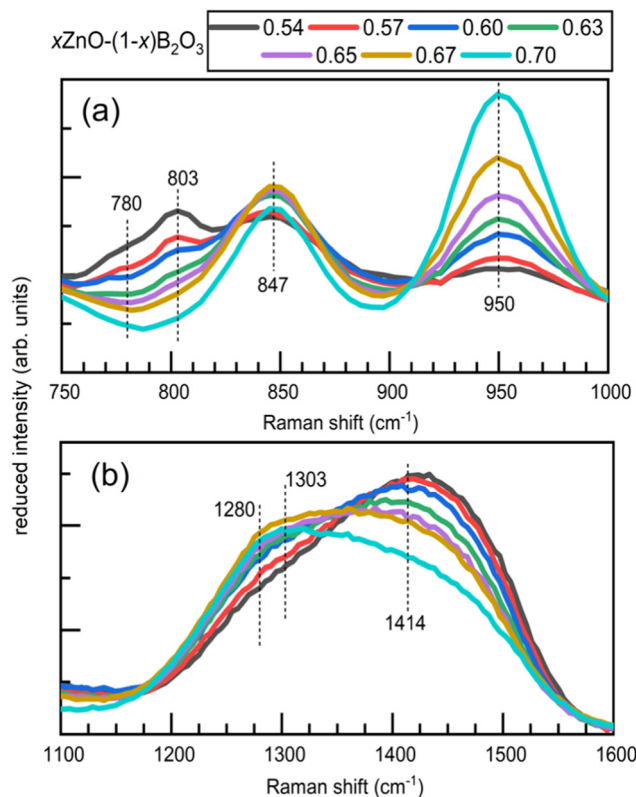 xZnO-(1-x)B₂O₃
0.54 0.57 0.60 0.63
0.65 0.67 0.70
(a)
780 803
847
950
750 800 850 900 950 1000
Raman shift (cm⁻¹)
reduced intensity (arb. units)
(b)
1303
1280
1414
1100 1200 1300 1400 1500 1600
Raman shift (cm⁻¹)